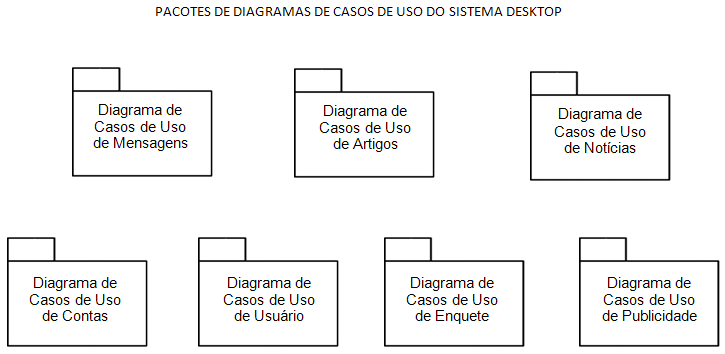 PACOTES DE DIAGRAMAS DE CASOS DE USO DO SISTEMA DESKTOP
Diagrama de
Casos de Uso
de Mensagens
Diagrama de
Casos de Uso
de Artigos
Diagrama de
Casos de Uso
de Notícias
Diagrama de
Casos de Uso
de Contas
Diagrama de
Casos de Uso
de Usuário
Diagrama de
Casos de Uso
de Enquete
Diagrama de
Casos de Uso
de Publicidade